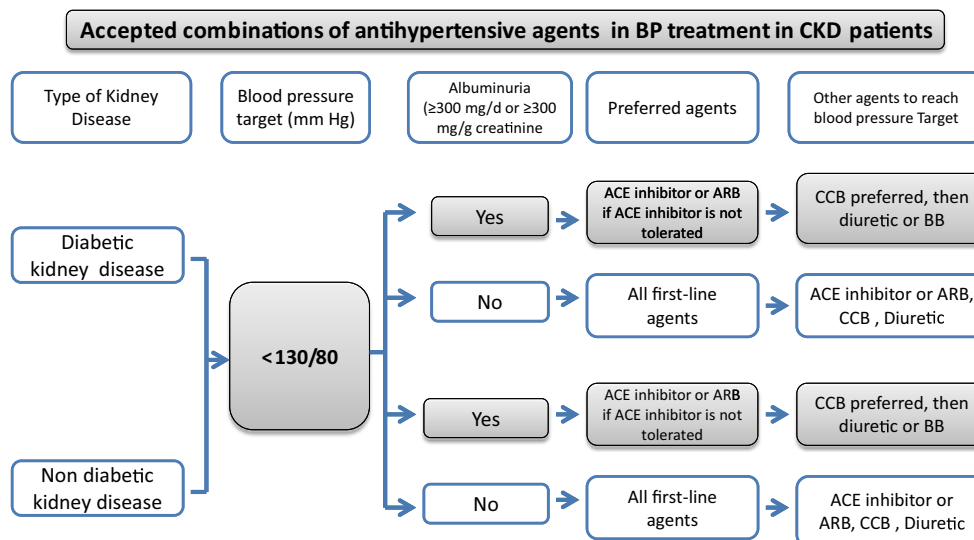 Accepted combinations of antihypertensive agents in BP treatment in CKD patients
Type of Kidney
Disease
Blood pressure
target (mm Hg)
Albuminuria
(≥300 mg/d or ≥300
mg/g creatinine
Preferred agents
Other agents to reach
blood pressure Target
Diabetic
kidney disease
Non diabetic
kidney disease
<130/80
Yes
ACE inhibitor or ARB
if ACE inhibitor is not
tolerated
CCB preferred, then
diuretic or BB
No
All first-line
agents
ACE inhibitor or ARB,
CCB , Diuretic
Yes
ACE inhibitor or ARB
if ACE inhibitor is not
tolerated
CCB preferred, then
diuretic or BB
No
All first-line
agents
ACE inhibitor or
ARB, CCB , Diuretic